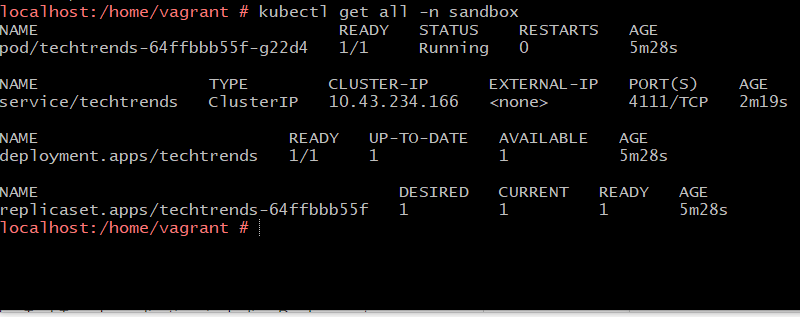 localhost:/home/vagrant # kubectl get all -n sandbox
NAME READY STATUS RESTARTS AGE
pod/techtrends-64ffbbb55f-g22d4 1/1 Running 0 5m28s
NAME TYPE CLUSTER-IP EXTERNAL-IP PORT(S) AGE
service/techtrends ClusterIP 10.43.234.166 <none> 4111/TCP 2m19s
NAME READY UP-TO-DATE AVAILABLE AGE
deployment.apps/techtrends 1/1 1 1 5m28s
NAME DESIRED CURRENT READY AGE
replicaset.apps/techtrends-64ffbbb55f 1 1 1 5m28s
localhost:/home/vagrant #